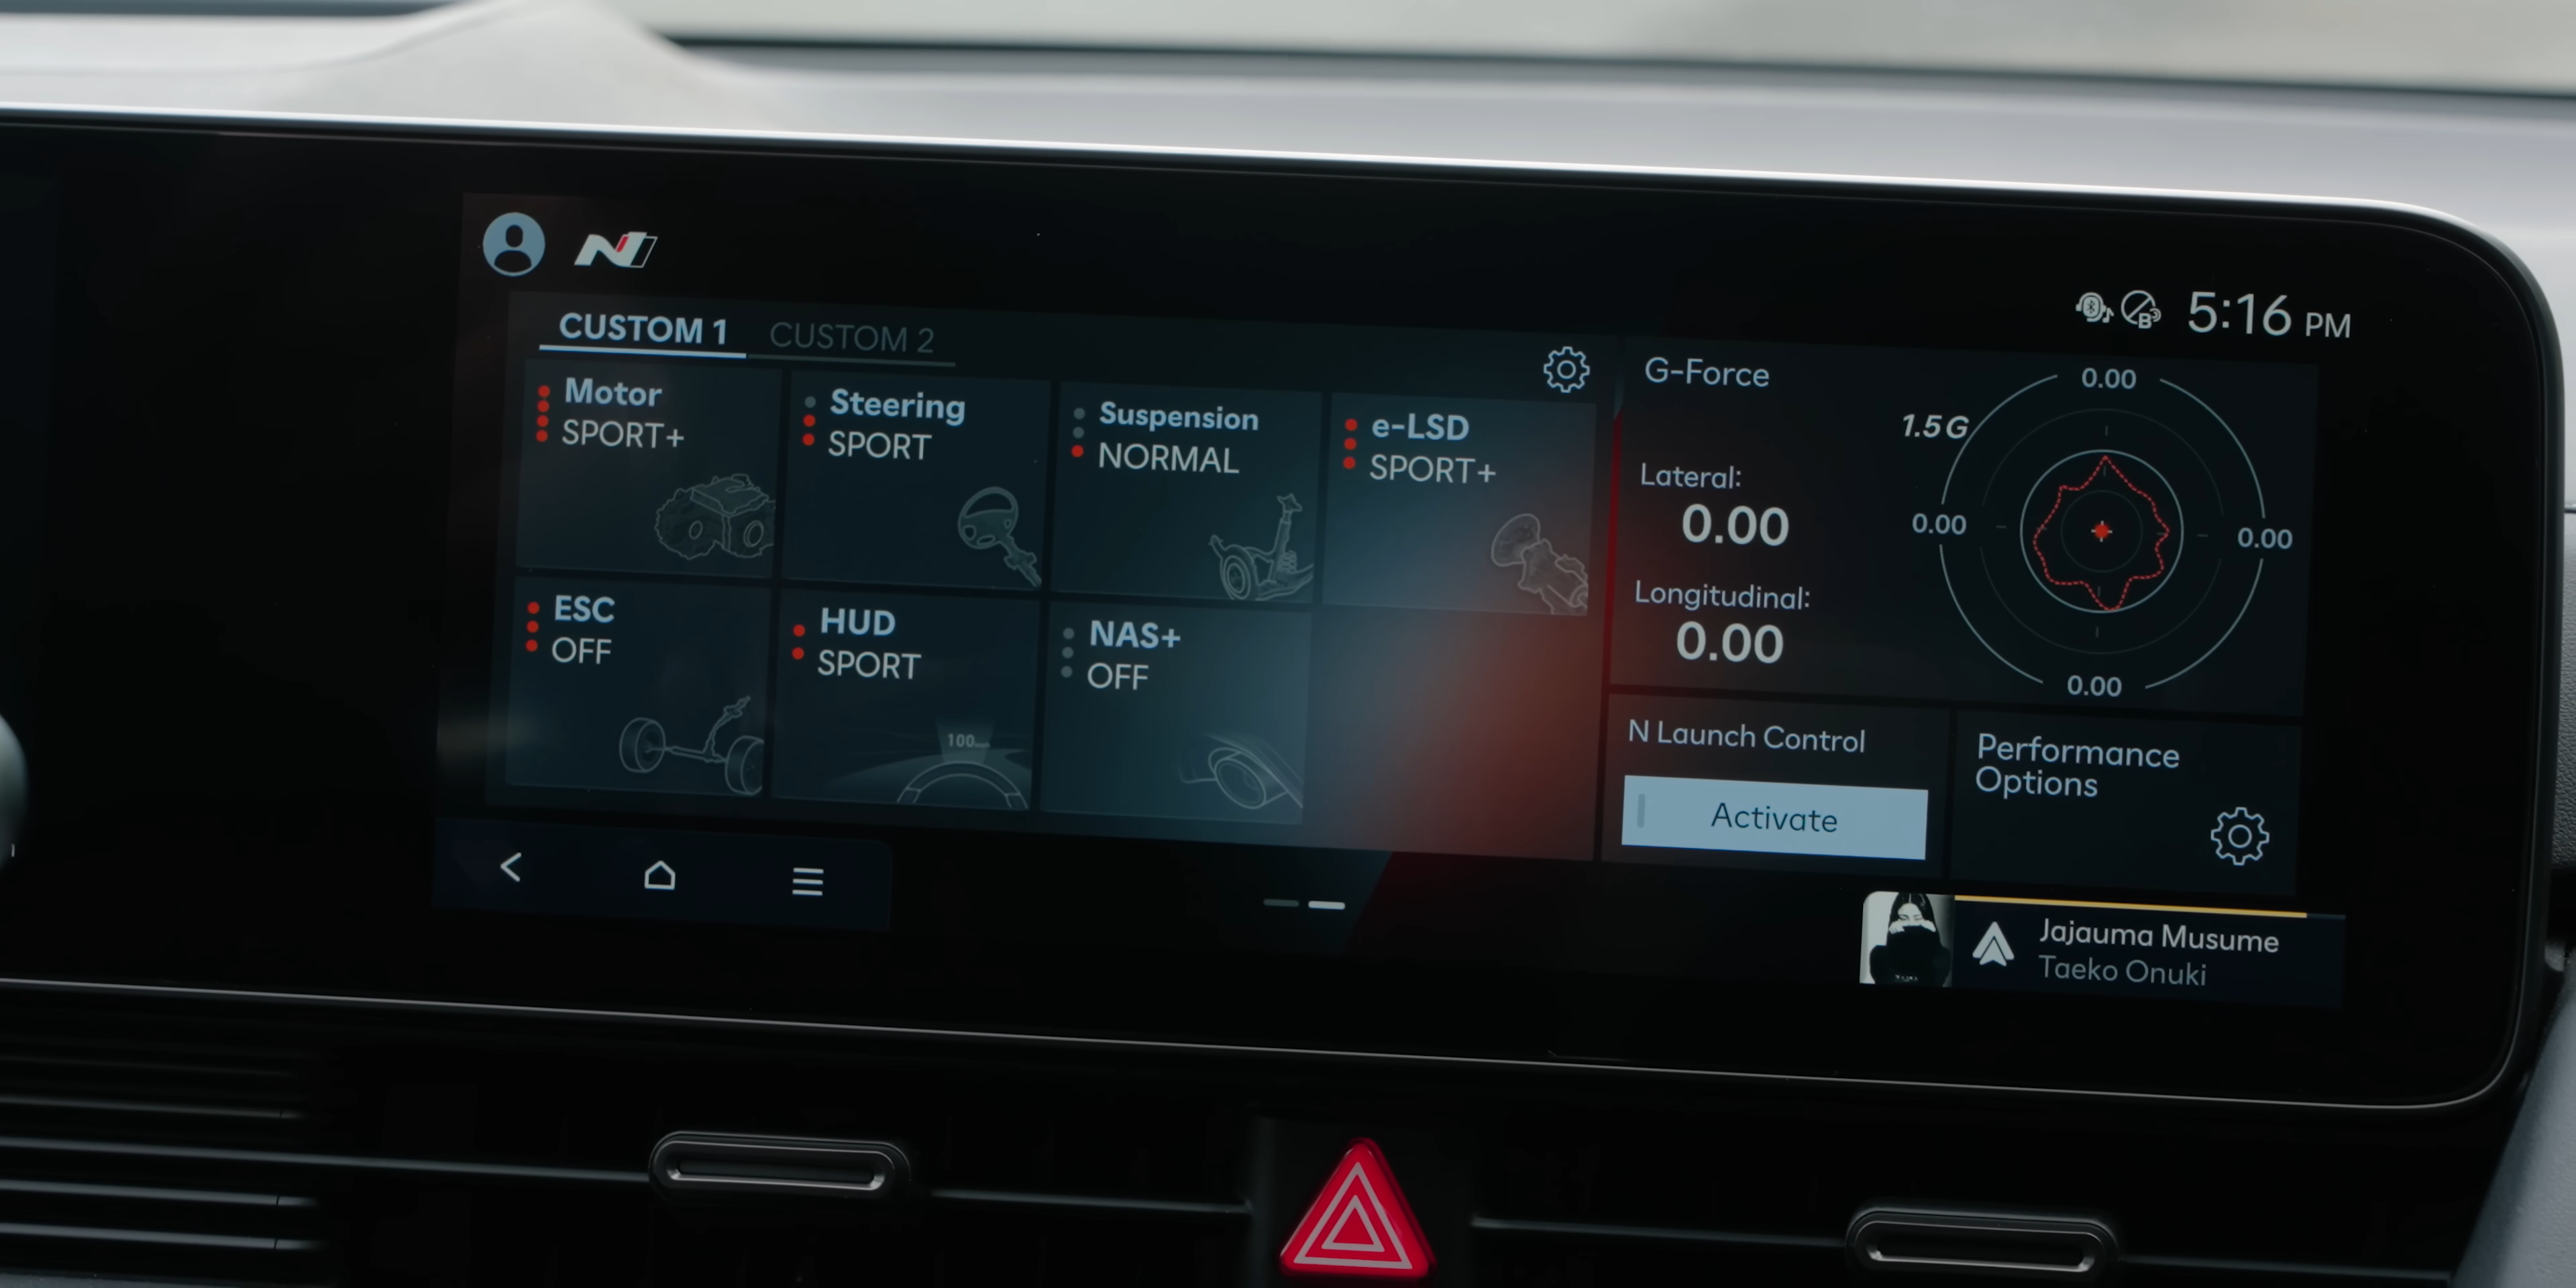 N
5:16 PM
CUSTOM 1 CUSTOM 2
Motor
SPORT+
Steering
SPORT
Suspension
NORMAL
e-LSD
SPORT+
ESC
OFF
HUD
SPORT
100
NAS+
OFF
G-Force
1.5G
0.00
0.00
0.00
0.00
Lateral:
0.00
Longitudinal:
0.00
N Launch Control
Activate
Performance
Options
Jajauma Musume
Taeko Onuki